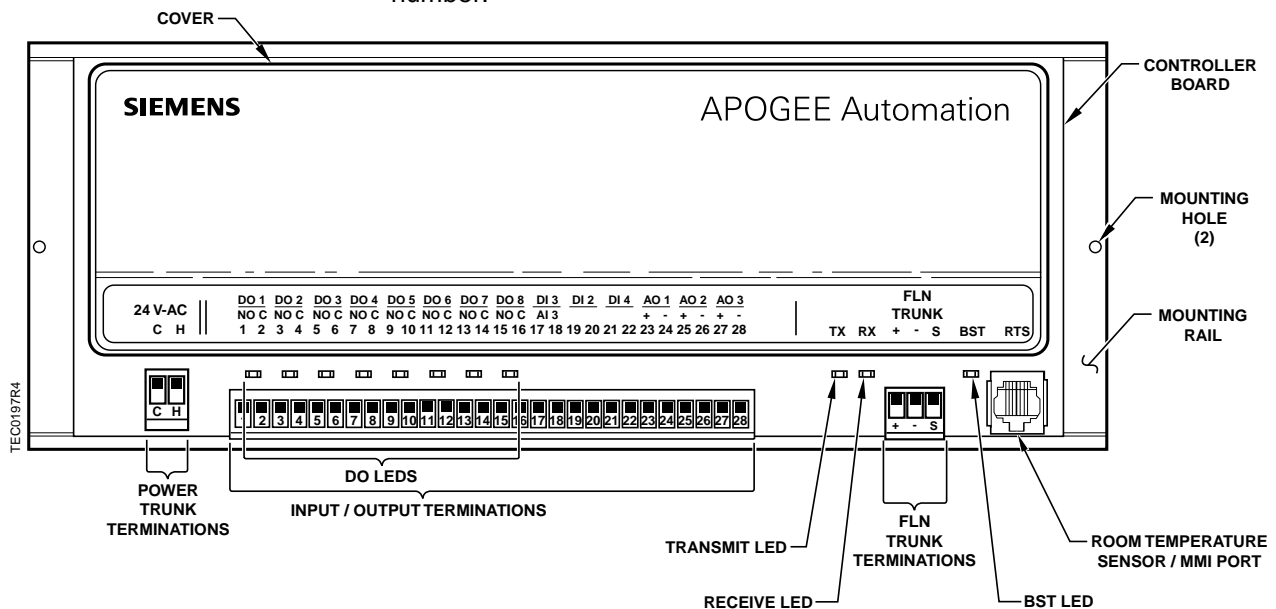 number.
COVER
CONTROLLER
BOARD
SIEMENS
APOGEE Automation
MOUNTING
HOLE
(2)
MOUNTING
RAIL
24 V-AC
C H
DO 1 DO 2 DO 3 DO 4 DO 5 DO 6 DO 7 DO 8 DI 3 DI 2 DI 4 AO 1 AO 2 AO 3
NO C NO C NO C NO C NO C NO C NO C NO C AI 3 + - + - + -
1 2 3 4 5 6 7 8 9 10 11 12 13 14 15 16 17 18 19 20 21 22 23 24 25 26 27 28
FLN
TRUNK
TX RX + - S BST RTS
C H
2 3 4 5 6 7 8 9 10 11 12 13 14 15 16 17 18 19 20 21 22 23 24 25 26 27 28
+ - S
TEC0197R4
DO LEDS
POWER
TRUNK
TERMINATIONS
INPUT / OUTPUT TERMINATIONS
FLN
TRUNK
TERMINATIONS
TRANSMIT LED
RECEIVE LED
BST LED
ROOM TEMPERATURE
SENSOR / MMI PORT